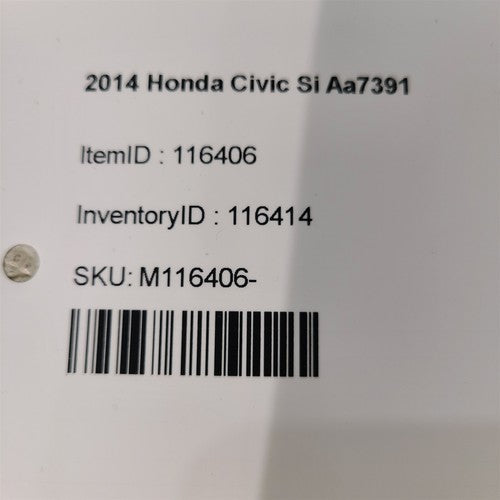 2014 Honda Civic Si Aa7391
ItemID : 116406
InventoryID : 116414
SKU: M116406-